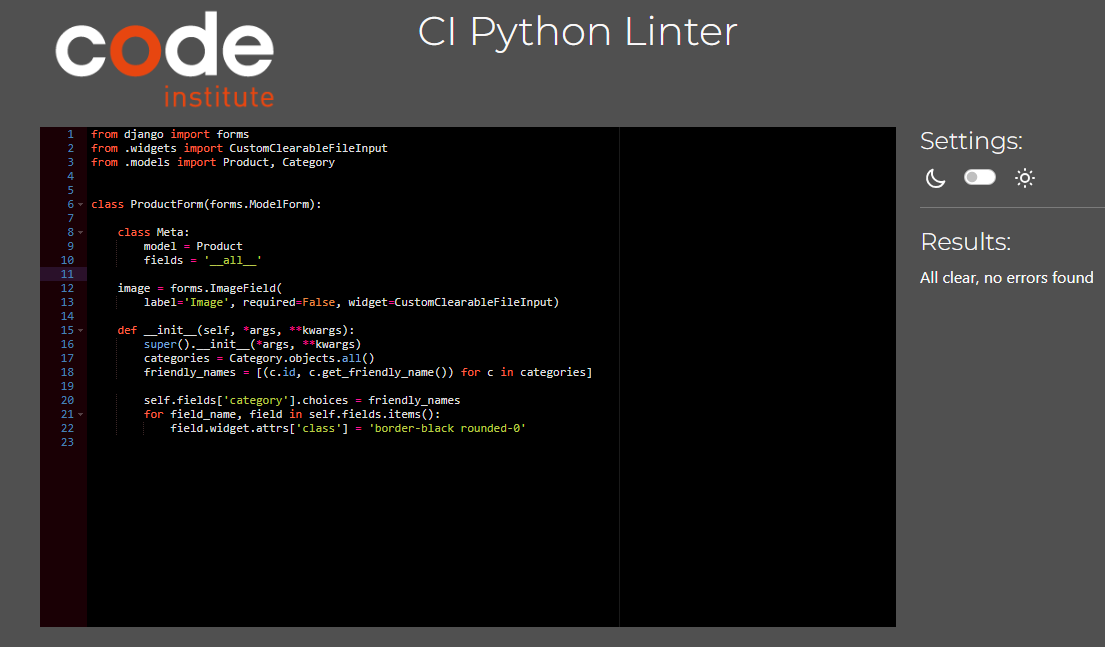 code
institute
CI Python Linter
1 from django import forms
2 from .widgets import CustomClearableFileInput
3 from .models import Product, Category
4
5
6 class ProductForm(forms.ModelForm):
7
8     class Meta:
9         model = Product
10         fields = '__all__'
11
12     image = forms.ImageField(
13         label='Image', required=False, widget=CustomClearableFileInput)
14
15     def __init__(self, *args, **kwargs):
16         super().__init__(*args, **kwargs)
17         categories = Category.objects.all()
18         friendly_names = [(c.id, c.get_friendly_name()) for c in categories]
19
20         self.fields['category'].choices = friendly_names
21         for field_name, field in self.fields.items():
22             field.widget.attrs['class'] = 'border-black rounded-0'
23
Settings:
Results:
All clear, no errors found